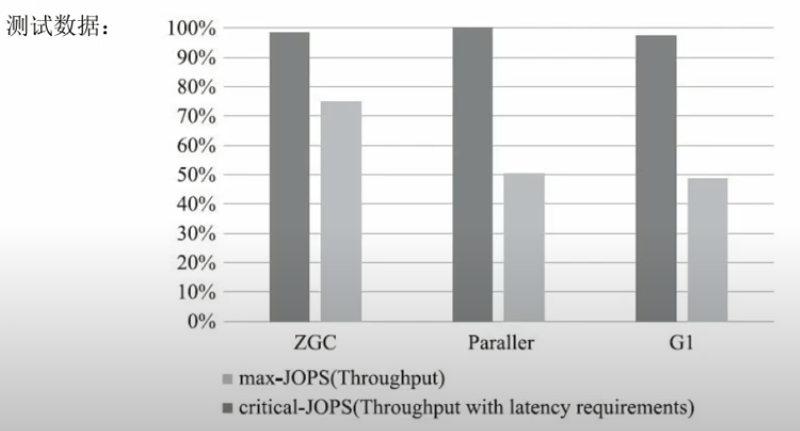 测试数据：
100%
90%
80%
70%
60%
50%
40%
30%
20%
10%
0%
ZGC Paraller G1
max-JOPS(Throughput)
critical-JOPS(Throughput with latency requirements)